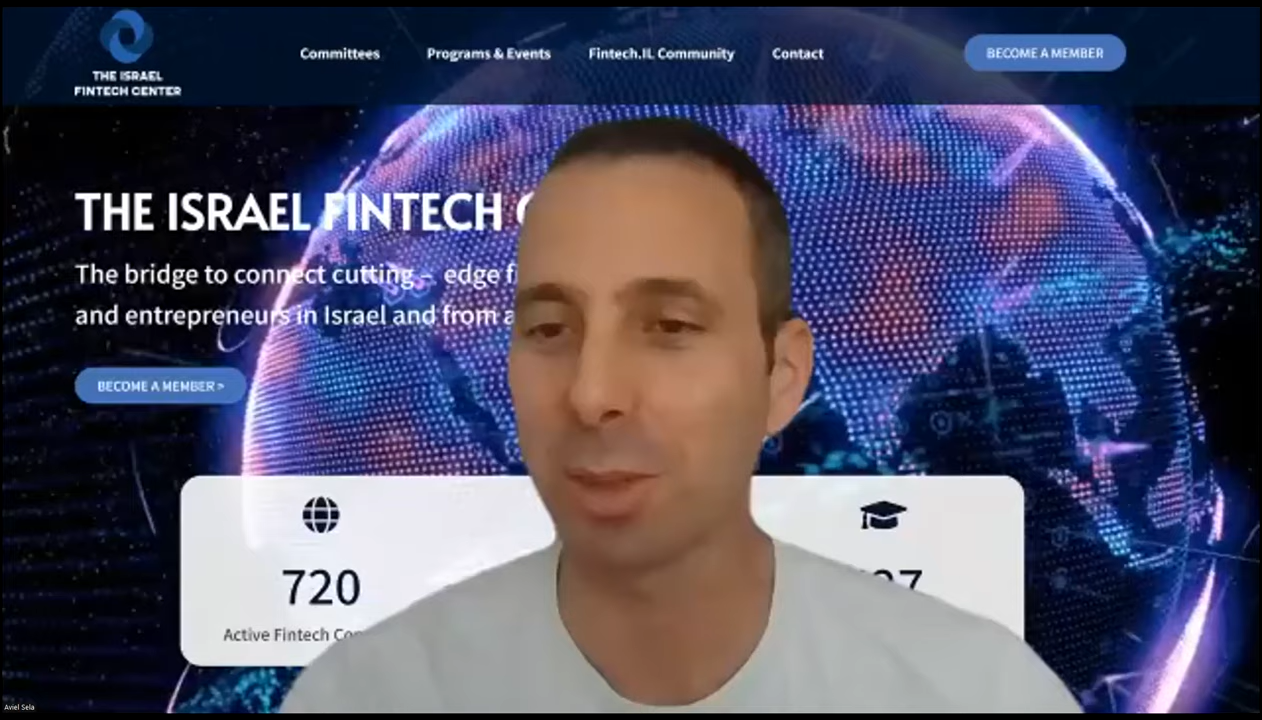 THE ISRAEL
FINTECH CENTER
Committees
Programs & Events
Fintech.IL Community
Contact
BECOME A MEMBER
THE ISRAEL FINTECH
The bridge to connect cutting – edge
and entrepreneurs in Israel and from
BECOME A MEMBER >
720
Active Fintech
Aviel Sela